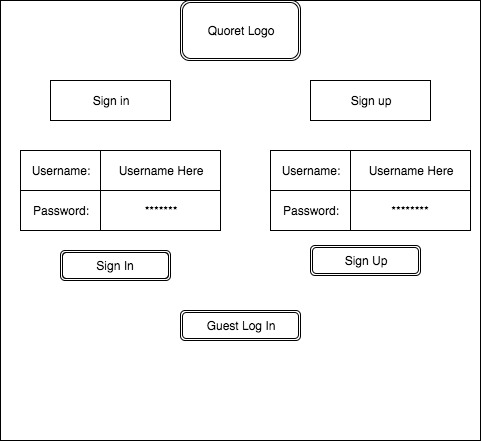 Quoret Logo
Sign in
Sign up
Username: Username Here
Username: Username Here
Password: *******
Password: ********
Sign In
Sign Up
Guest Log In